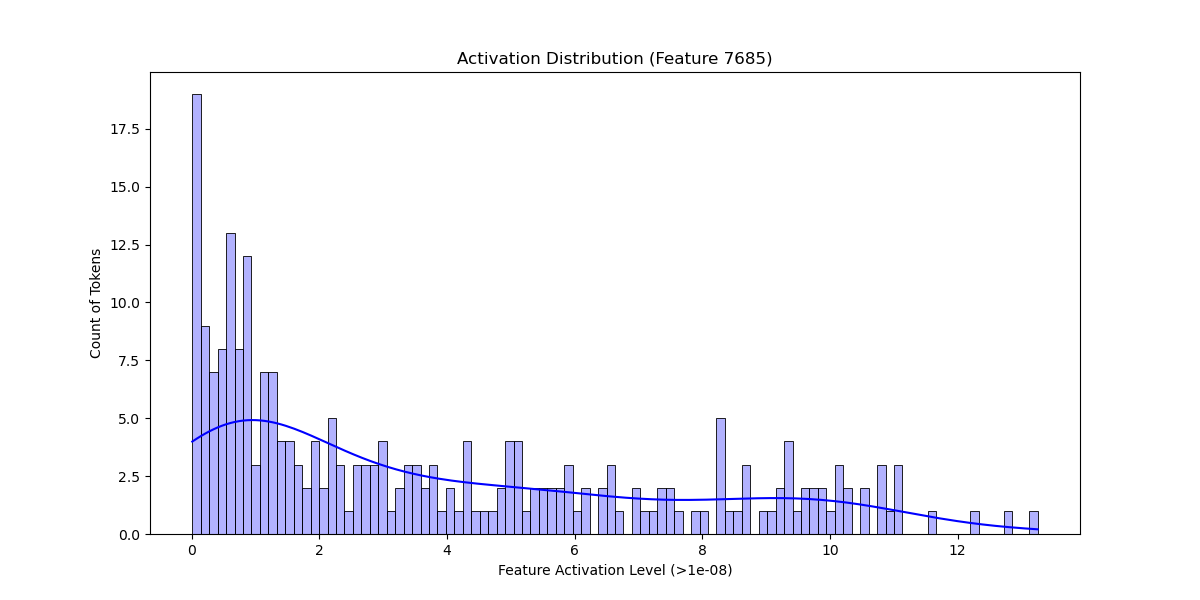 Activation Distribution (Feature 7685)
Count of Tokens
17.5
15.0
12.5
10.0
7.5
5.0
2.5
0.0
0 2 4 6 8 10 12
Feature Activation Level (>1e-08)